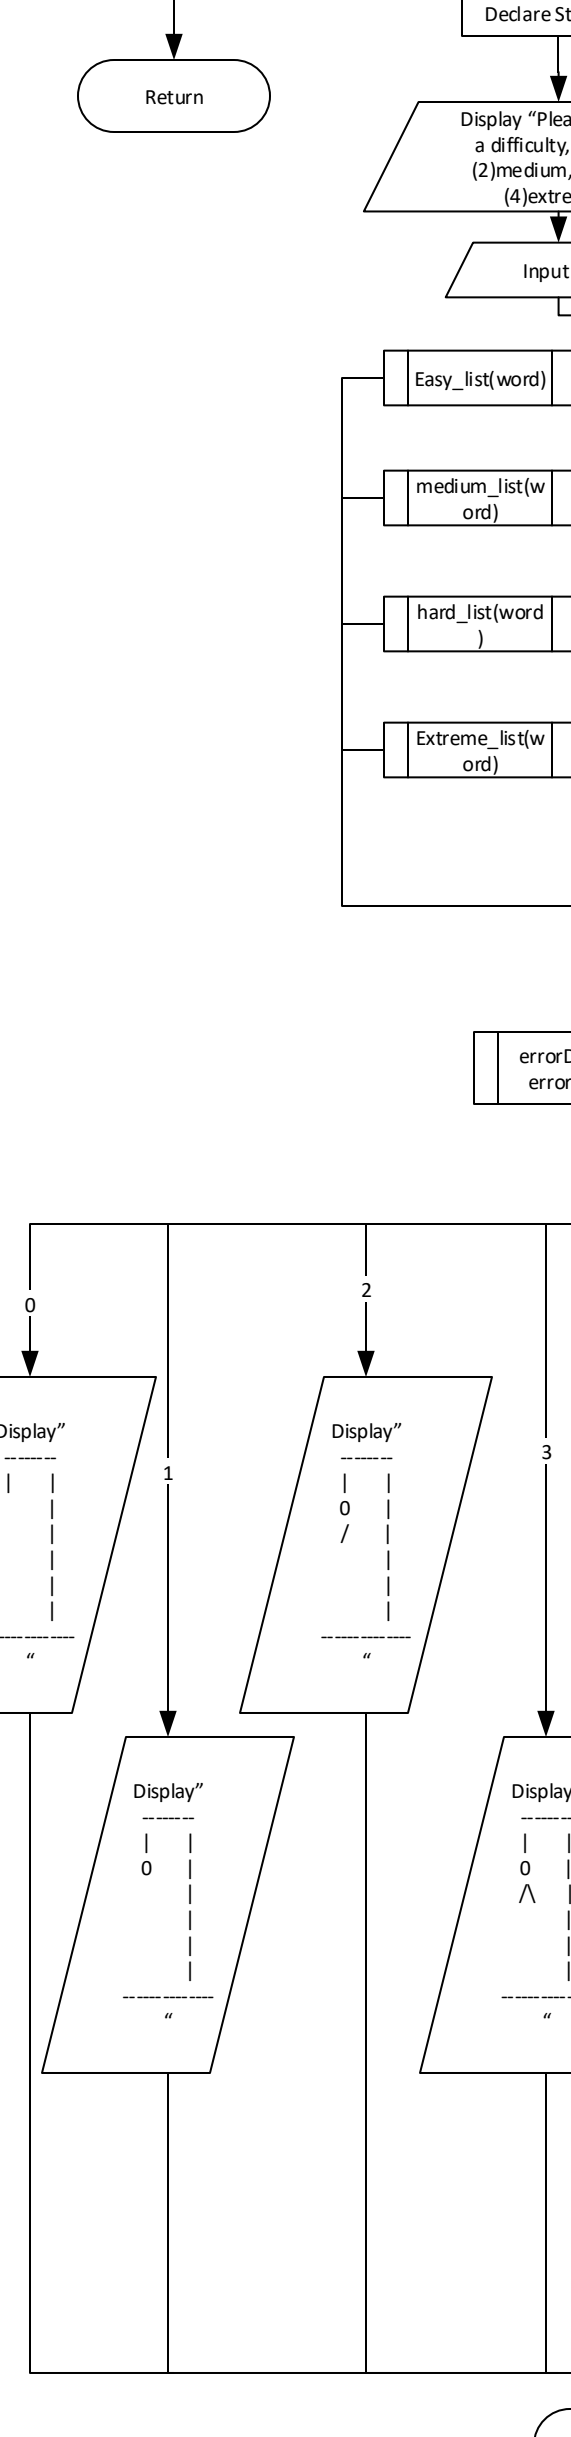 Declare St
Return
Display “Plea
a difficulty,
(2)medium,
(4)extre
Input
Easy_list(word)
medium_list(w
ord)
hard_list(word
)
Extreme_list(w
ord)
errorD
error
0
2
3
1
Display”
--------
|       |
|
|
|
|
|
--------------
“
Display”
--------
|       |
0      |
/       |
|
|
|
--------------
“
Display”
--------
|       |
0      |
|
|
|
|
--------------
“
Display
--------
|       |
0      |
/\      |
|
|
|
-----------
“